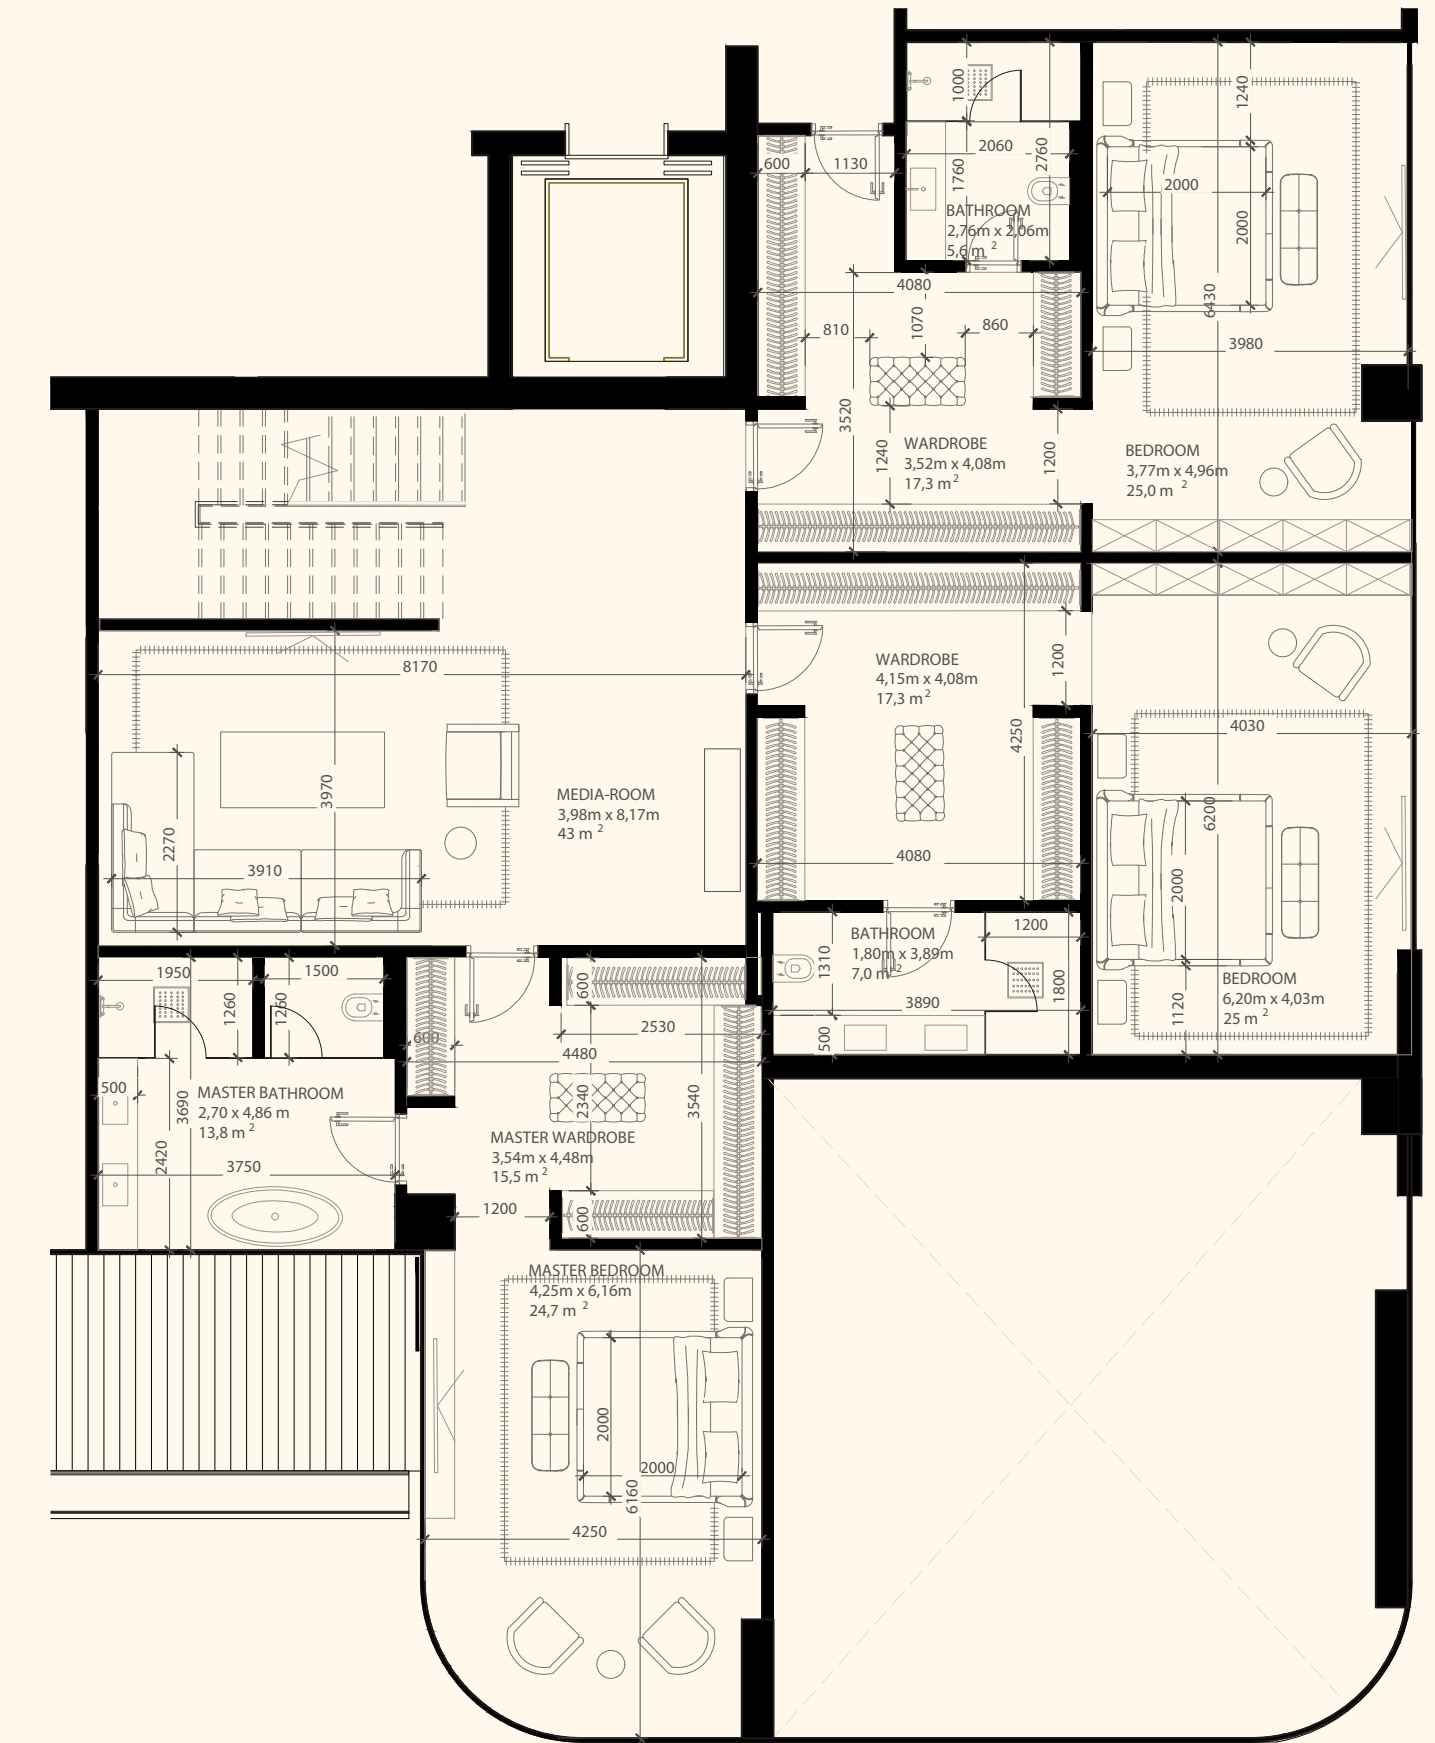 1000
1240
600
1130
2060
1760
2760
2000
2000
BATHROOM
2,76m x 2,06m
5,6 m 2
4080
6430
810
1070
860
3980
3520
1240
WARDROBE
3,52m x 4,08m
17,3 m 2
1200
BEDROOM
3,77m x 4,96m
25,0 m 2
8170
WARDROBE
4,15m x 4,08m
17,3 m 2
1200
4250
4030
3970
MEDIA-ROOM
3,98m x 8,17m
43 m 2
2270
3910
4080
6200
2000
1950
1500
1260
1260
600
2530
600
4480
BATHROOM
1,80m x 3,89m
7,0 m 2
1310
1200
3890
1800
500
BEDROOM
6,20m x 4,03m
25 m 2
1120
500
3690
MASTER BATHROOM
2,70 x 4,86 m
13,8 m 2
2420
3750
2340
3540
MASTER WARDROBE
3,54m x 4,48m
15,5 m 2
1200
600
MASTER BEDROOM
4,25m x 6,16m
24,7 m 2
2000
2000
6160
4250